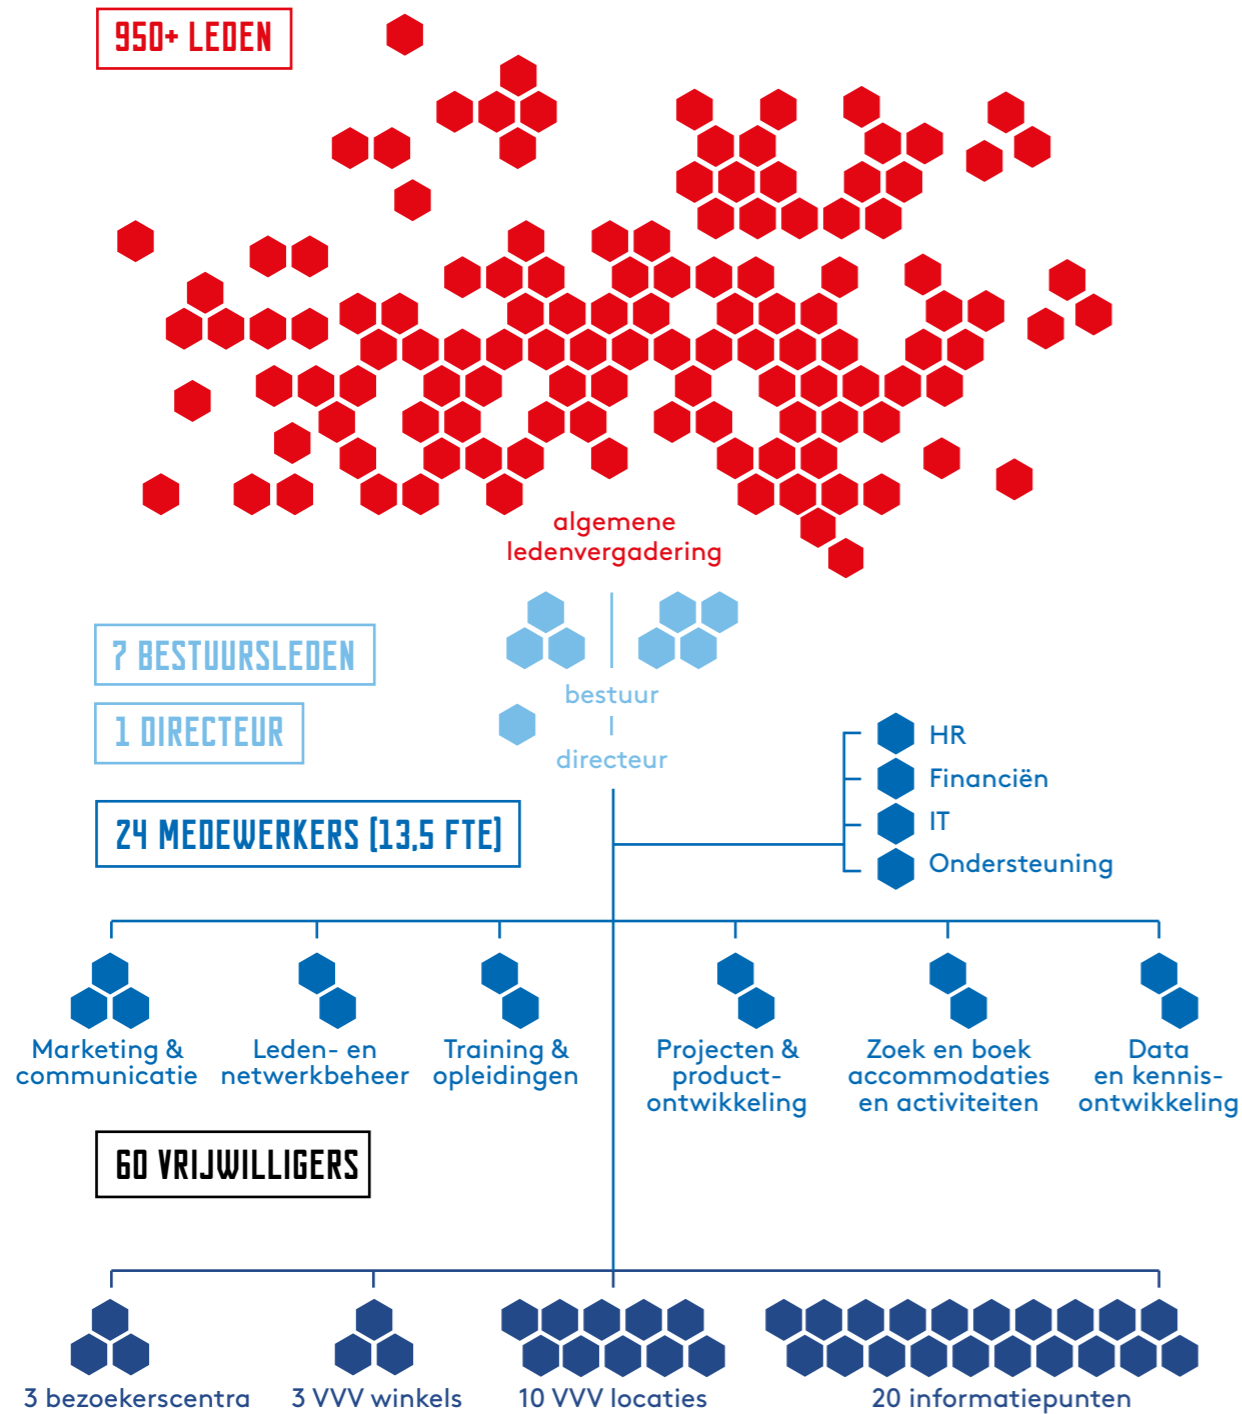 950+ LEDEN
algemene
ledenvergadering
7 BESTUURSLEDEN
bestuur
1 DIRECTEUR
directeur
HR
Financiën
IT
Ondersteuning
24 MEDEWERKERS (13,5 FTE)
Marketing &
communicatie
Leden- en
netwerkbeheer
Training &
opleidingen
Projecten &
product-
ontwikkeling
Zoek en boek
accommodaties
en activiteiten
Data
en kennis-
ontwikkeling
60 VRIJWILLIGERS
3 bezoekerscentra
3 VVV winkels
10 VVV locaties
20 informatiepunten